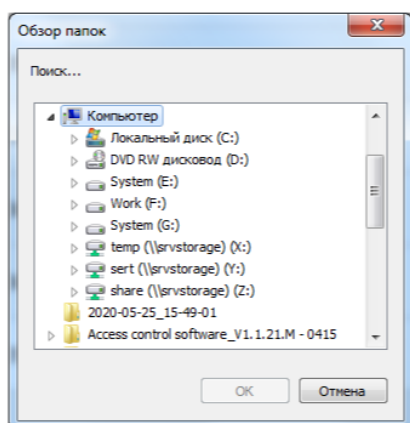 Обзор папок
Поиск...
Компьютер
Локальный диск (C:)
DVD RW дисковод (D:)
System (E:)
Work (F:)
System (G:)
temp (\\srvstorage) (X:)
sert (\\srvstorage) (Y:)
share (\\srvstorage) (Z:)
2020-05-25_15-49-01
Access control software_V1.1.21.M - 0415
OK
Отмена